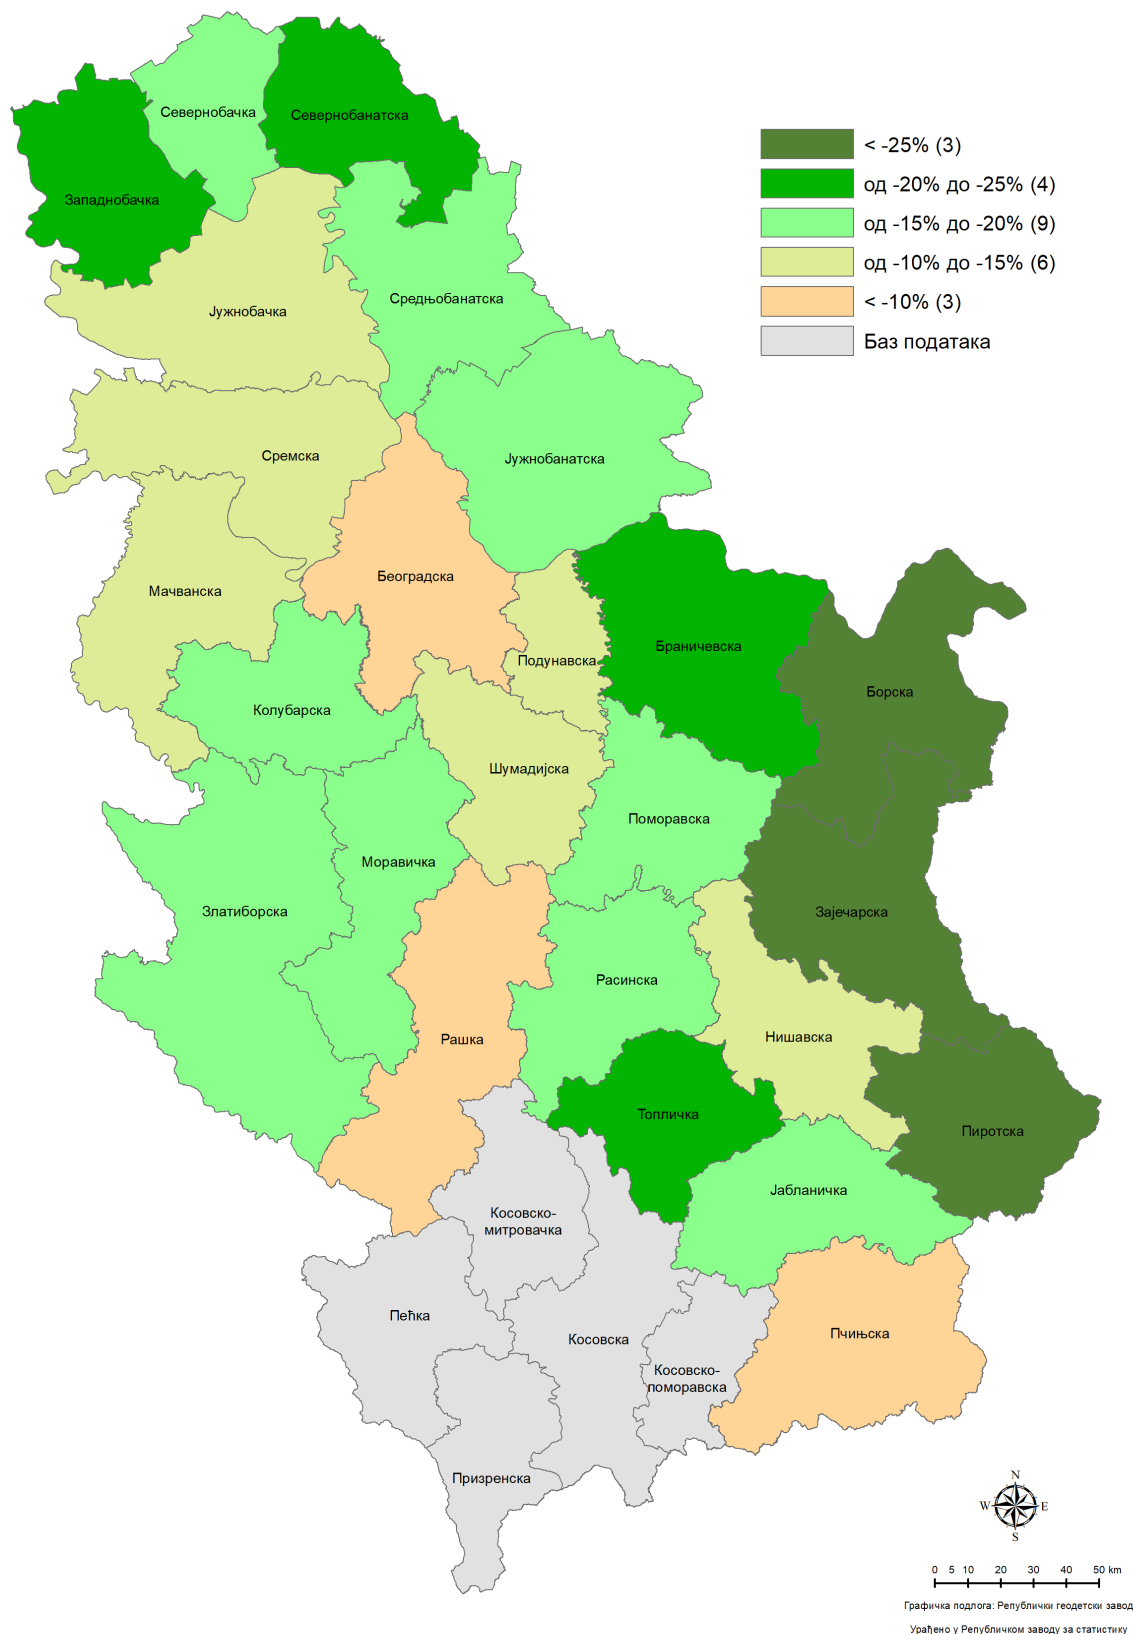 Севернобачка
Севернобанатска
Западнобачка
Средњобанатска
Јужнобачка
Сремска
Јужнобанатска
Београдска
Мачванска
Подунавска
Браничевска
Борска
Колубарска
Шумадијска
Поморавска
Моравичка
Златиборска
Зајечарска
Расинска
Рашка
Нишавска
Топличка
Пиротска
Јабланичка
Косовско-
митровачка
Пећка
Косовска
Пчињска
Косовско-
поморавска
Призренска
< -25% (3)
од -20% до -25% (4)
од -15% до -20% (9)
од -10% до -15% (6)
< -10% (3)
Баз података
N
W E
S
0 5 10 20 30 40 50 km
Графичка подлога: Републички геодетски завод
Урађено у Републичком заводу за статистику